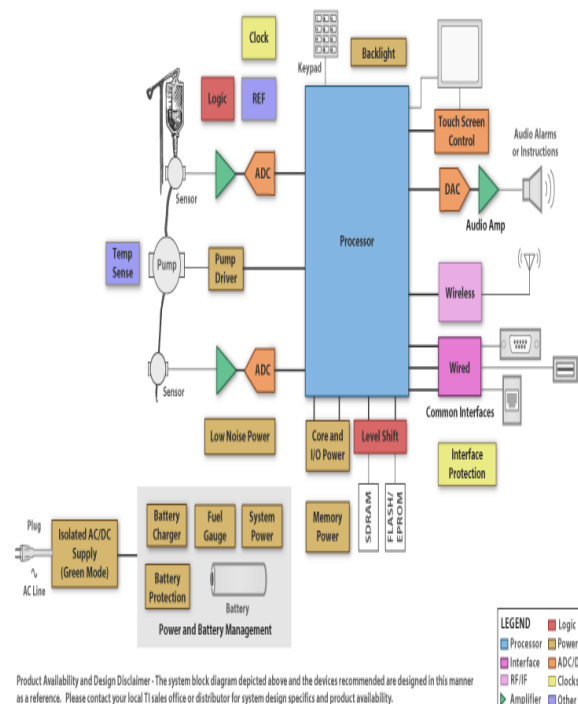 Clock
Keypad
Backlight
Logic
REF
Touch Screen
Control
Audio Alarms
or Instructions
Sensor
ADC
DAC
Audio Amp
Processor
Temp
Sense
Pump
Pump
Driver
Wireless
Sensor
ADC
Wired
Common Interfaces
Low Noise Power
Core and
I/O Power
Level Shift
Interface
Protection
SDRAM
FLASH/
EPROM
Memory
Power
Plug
AC Line
Isolated AC/DC
Supply
(Green Mode)
Battery
Charger
Fuel
Gauge
System
Power
Battery
Protection
Battery
Power and Battery Management
LEGEND
Processor
Interface
RF/IF
Amplifier
Logic
Power
ADC/D
Clocks
Other
Product Availability and Design Disclaimer - The system block diagram depicted above and the devices recommended are designed in this manner
as a reference. Please contact your local TI sales office or distributor for system design specifics and product availability.